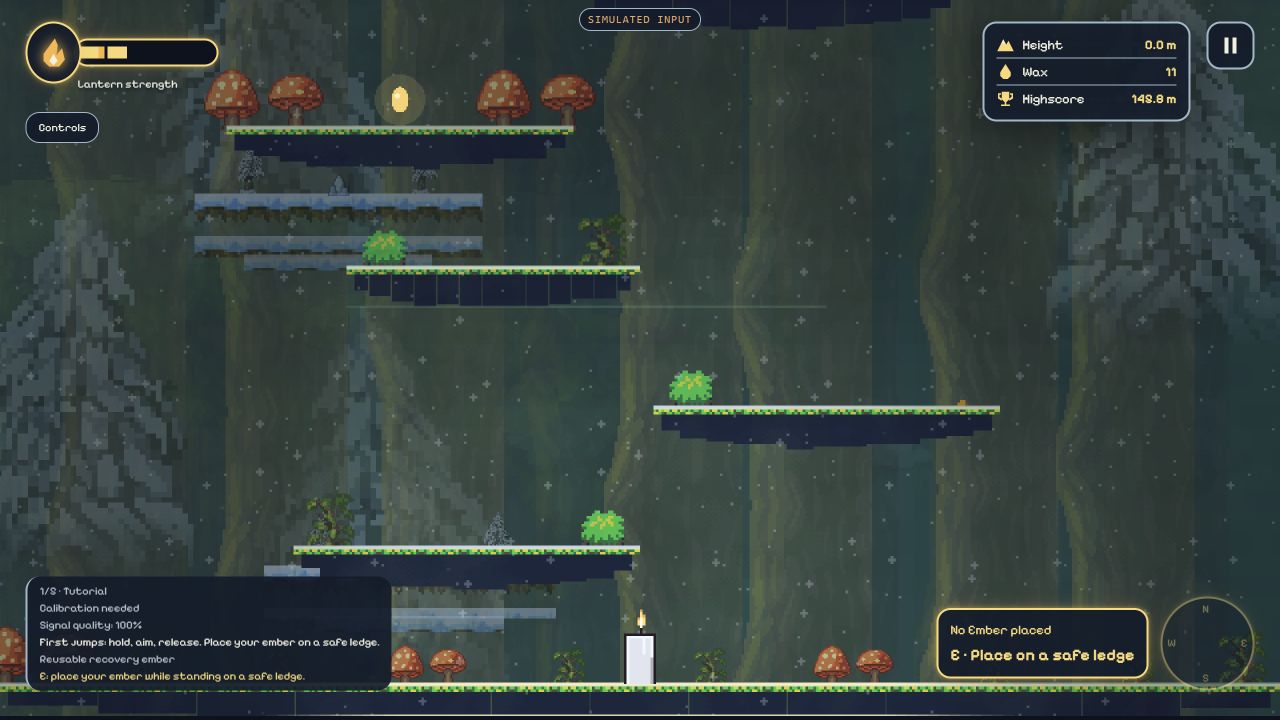 SIMULATED INPUT
Lantern strength
Controls
Height 0.0 m
Wax 11
Highscore 148.8 m
1/8 · Tutorial
Calibration needed
Signal quality: 100%
First jumps: hold, aim, release. Place your ember on a safe ledge.
Reusable recovery ember
E: place your ember while standing on a safe ledge.
No Ember placed
E · Place on a safe ledge
N
W E
S